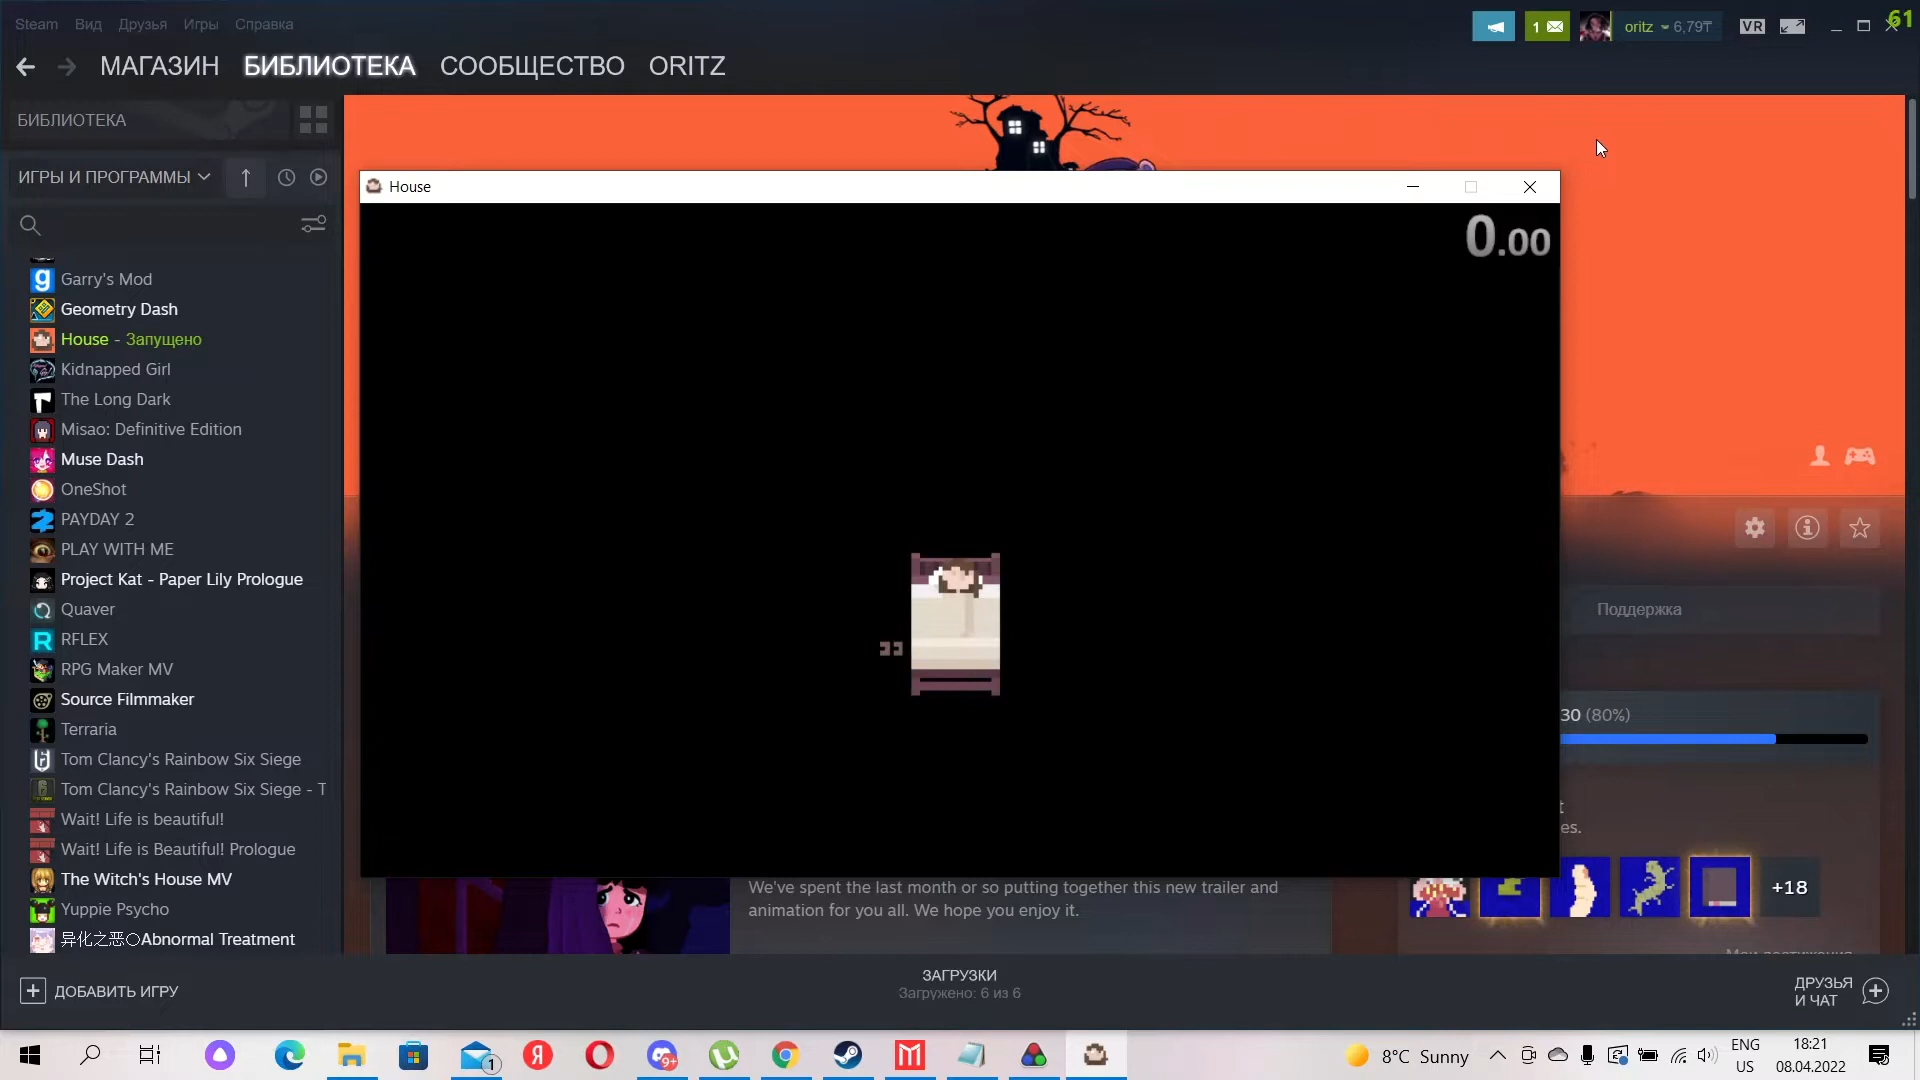 Steam Вид Друзья Игры Справка
1
oritz
6,79₸
VR
61
МАГАЗИН БИБЛИОТЕКА СООБЩЕСТВО ORITZ
БИБЛИОТЕКА
ИГРЫ И ПРОГРАММЫ
Garry's Mod
Geometry Dash
House - Запущено
Kidnapped Girl
The Long Dark
Misao: Definitive Edition
Muse Dash
OneShot
PAYDAY 2
PLAY WITH ME
Project Kat - Paper Lily Prologue
Quaver
RFLEX
RPG Maker MV
Source Filmmaker
Terraria
Tom Clancy's Rainbow Six Siege
Tom Clancy's Rainbow Six Siege - T
Wait! Life is beautiful!
Wait! Life is Beautiful! Prologue
The Witch's House MV
Yuppie Psycho
异化之恶〇Abnormal Treatment
House
0.00
Поддержка
30 (80%)
es.
+18
We've spent the last month or so putting together this new trailer and
animation for you all. We hope you enjoy it.
ДОБАВИТЬ ИГРУ
ЗАГРУЗКИ
Загружено: 6 из 6
ДРУЗЬЯ
И ЧАТ
1
9+
8°C Sunny
ENG
US
18:21
08.04.2022